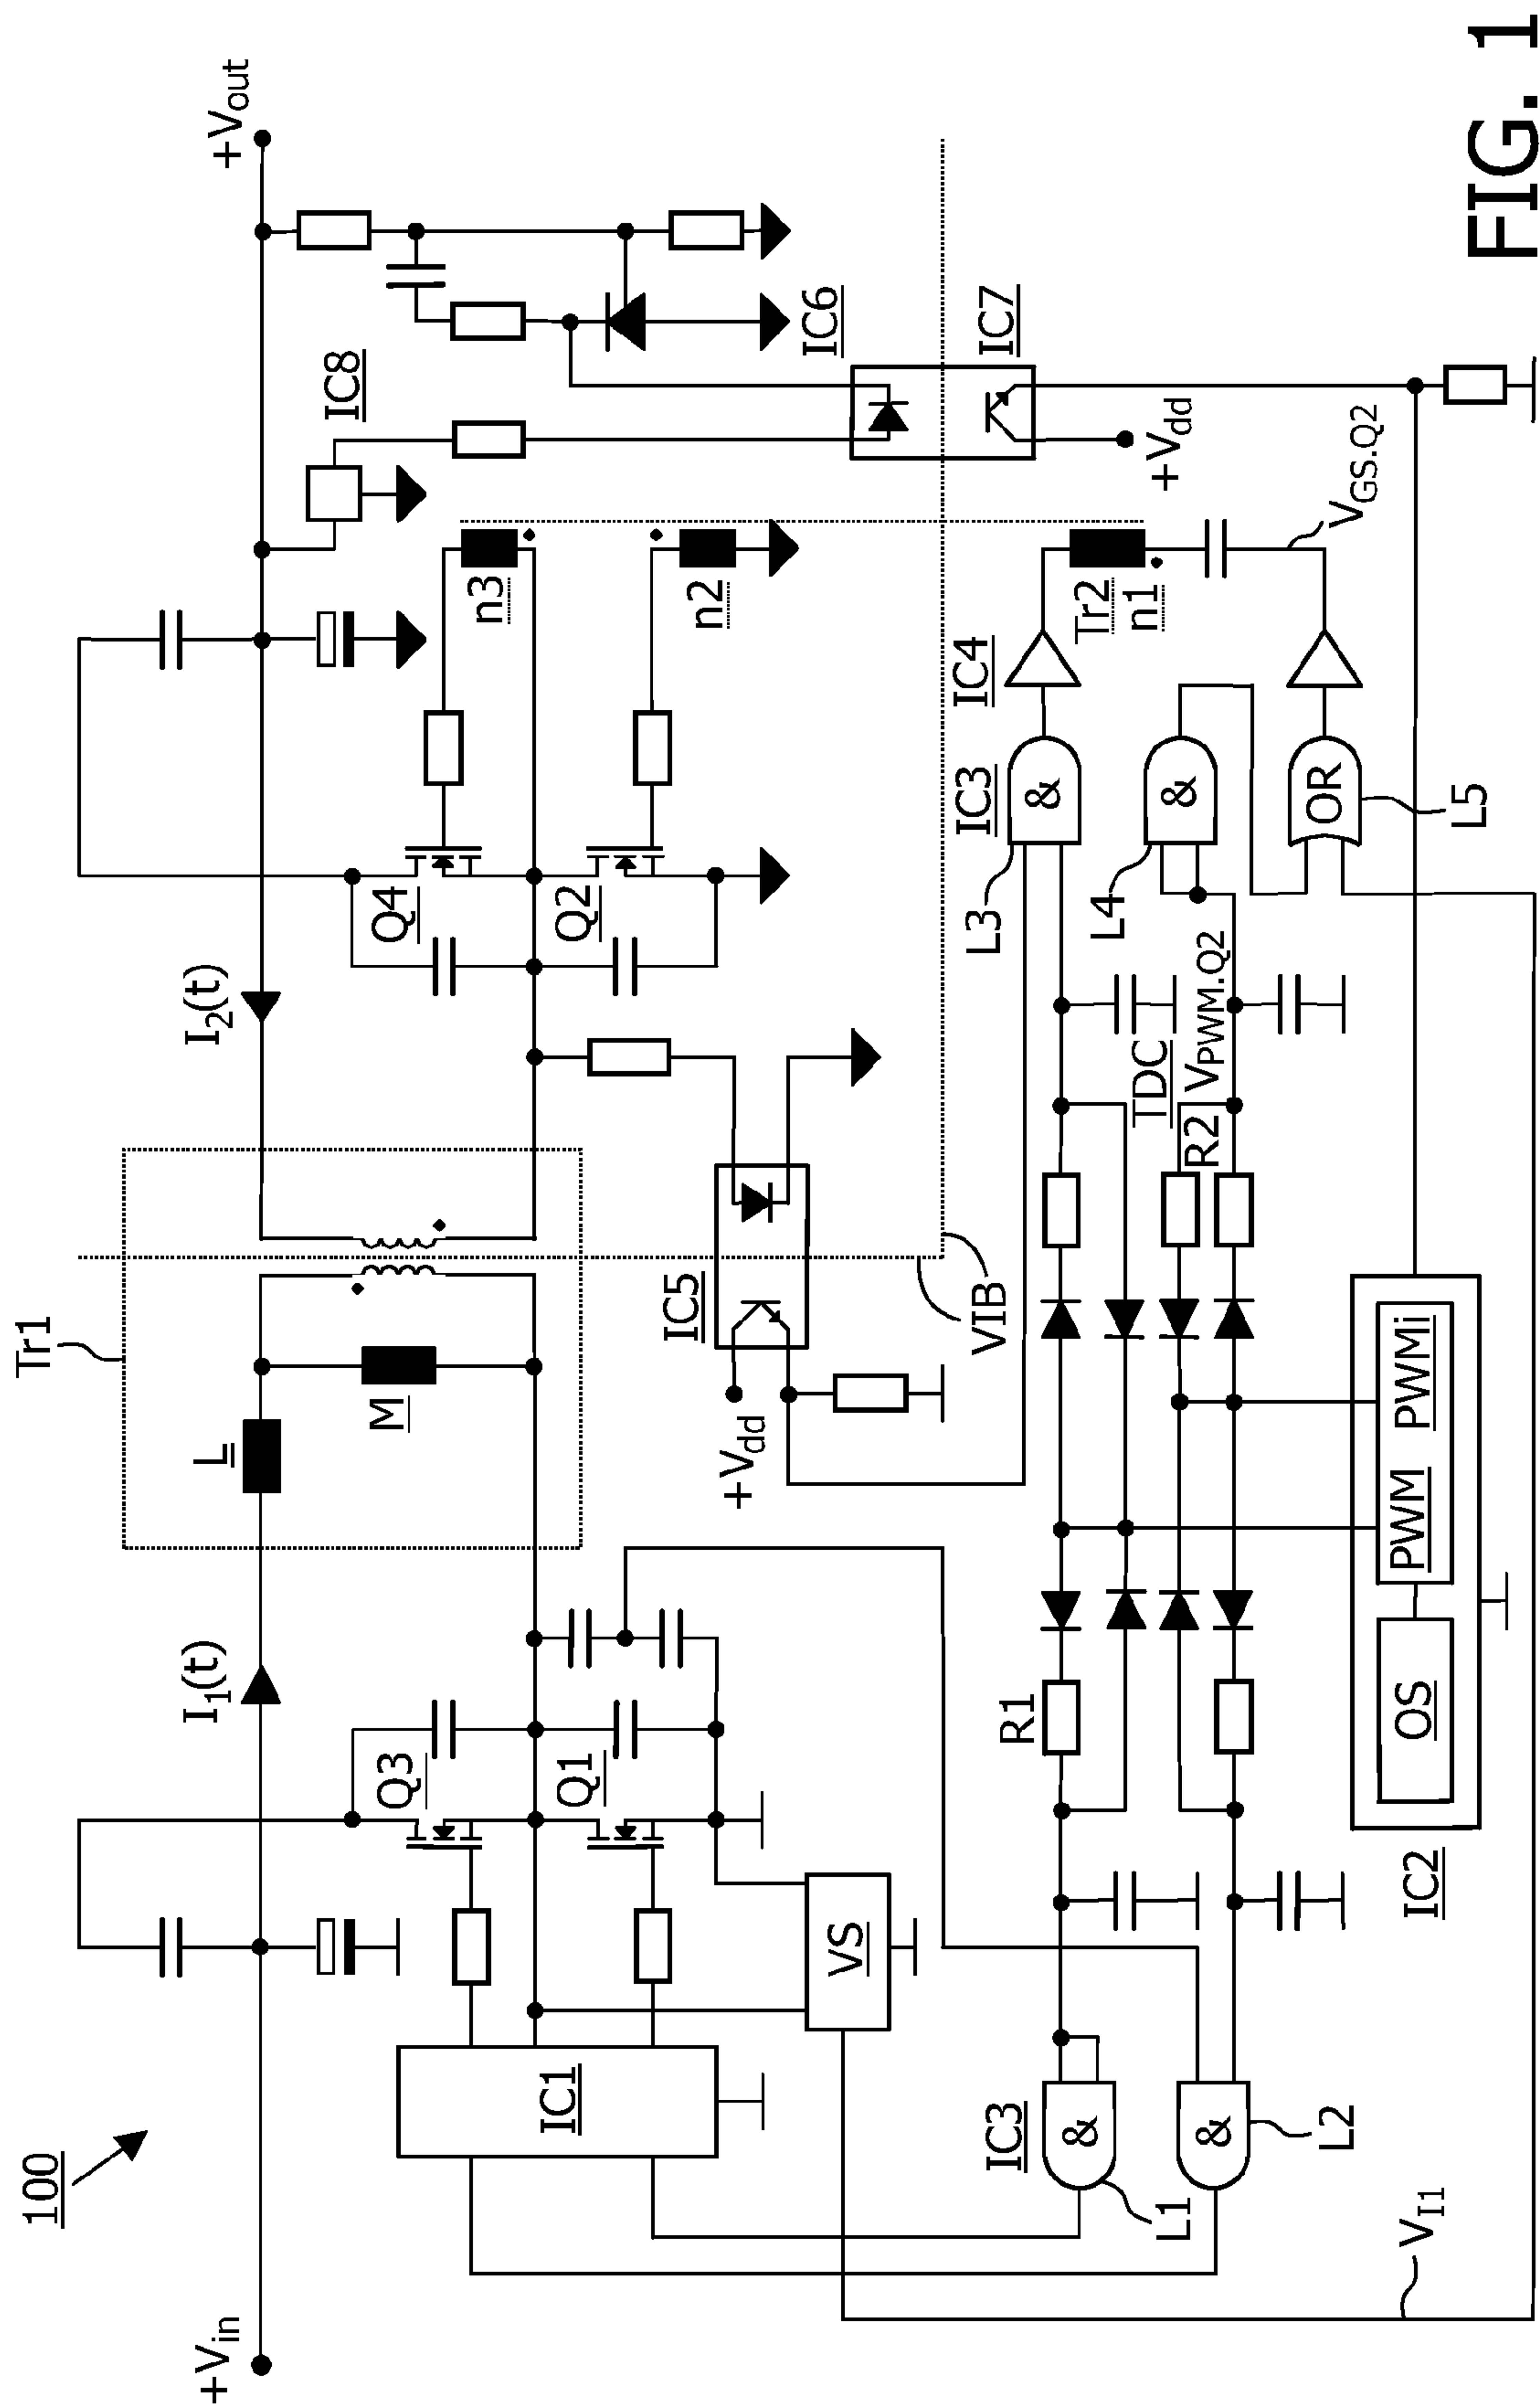 100
+Vin
I1(t)
L
M
Tr1
I2(t)
+Vout
Q3
Q1
Q4
Q2
n3
n2
IC8
IC6
IC1
VS
IC5
+Vdd
VIB
IC7
+Vdd
IC3
&
L1
&
L2
R1
R2
TDC
VPWM.Q2
L3
IC3
&
L4
&
OR
L5
IC4
Tr2
n1
VGS.Q2
IC2
OS
PWM PWMi
VI1
FIG. 1